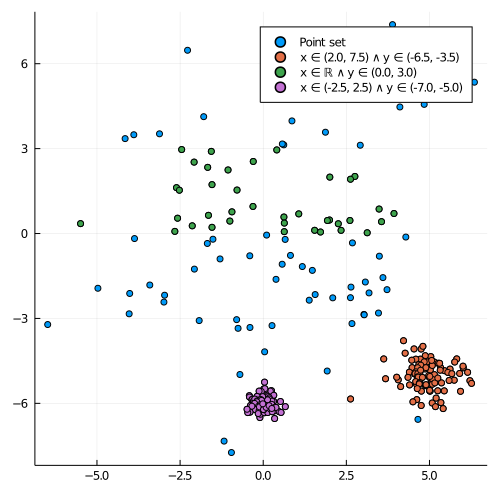 Point set
x ∈ (2.0, 7.5) ∧ y ∈ (-6.5, -3.5)
x ∈ ℝ ∧ y ∈ (0.0, 3.0)
x ∈ (-2.5, 2.5) ∧ y ∈ (-7.0, -5.0)
6
3
0
−3
−6
−5.0 −2.5 0.0 2.5 5.0